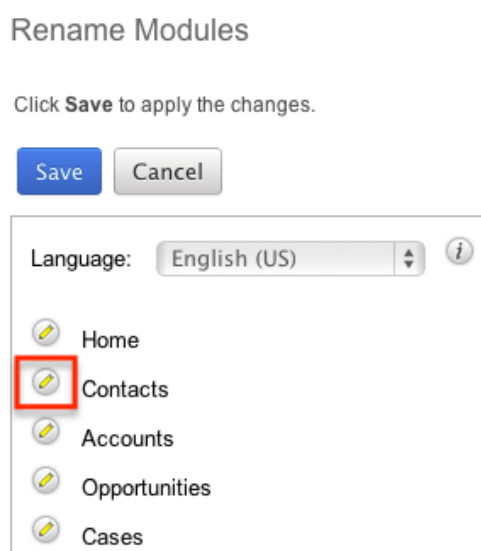 Rename Modules
Click Save to apply the changes.
Save Cancel
Language: English (US) i
Home
Contacts
Accounts
Opportunities
Cases